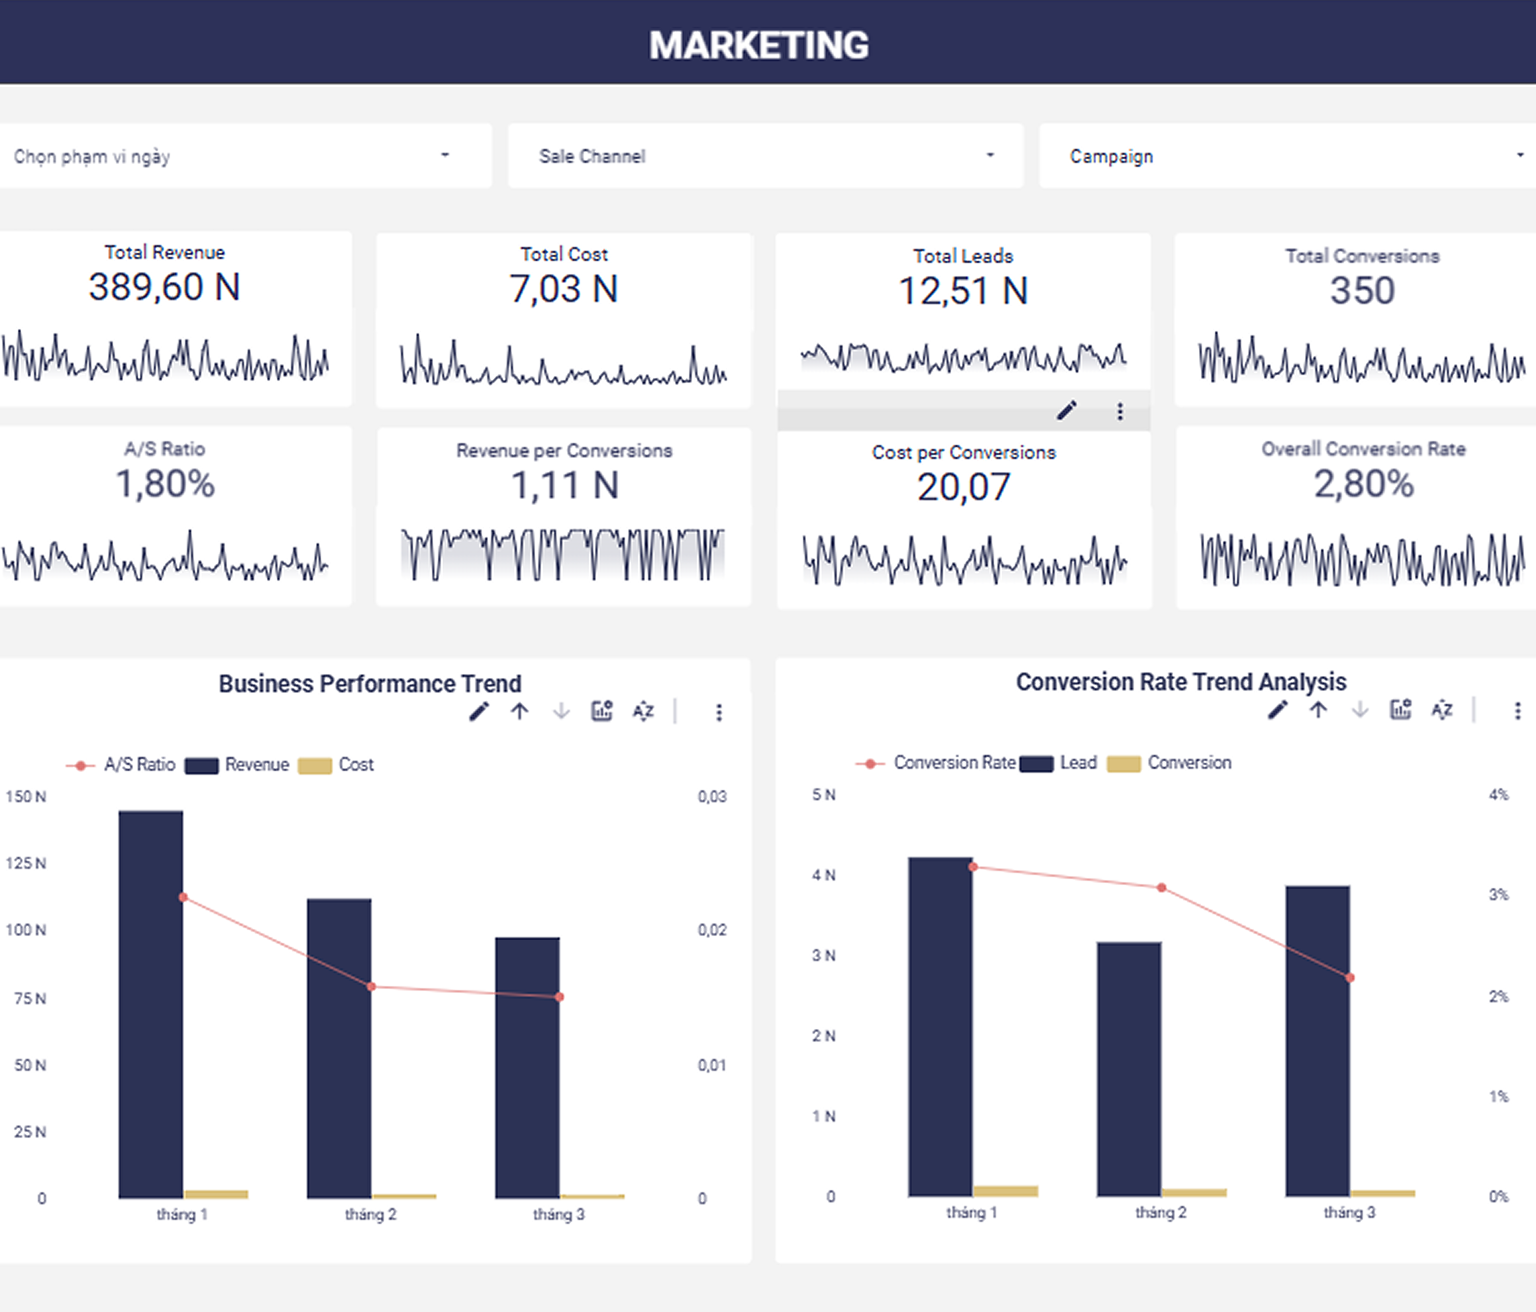 MARKETING
Chọn phạm vi ngày
Sale Channel
Campaign
Total Revenue
389,60 N
Total Cost
7,03 N
Total Leads
12,51 N
Total Conversions
350
A/S Ratio
1,80%
Revenue per Conversions
1,11 N
Cost per Conversions
20,07
Overall Conversion Rate
2,80%
Business Performance Trend
AZ
A/S Ratio Revenue Cost
150 N
125 N
100 N
75 N
50 N
25 N
0
0,03
0,02
0,01
0
tháng 1 tháng 2 tháng 3
Conversion Rate Trend Analysis
AZ
Conversion Rate Lead Conversion
5 N
4 N
3 N
2 N
1 N
0
4%
3%
2%
1%
0%
tháng 1 tháng 2 tháng 3